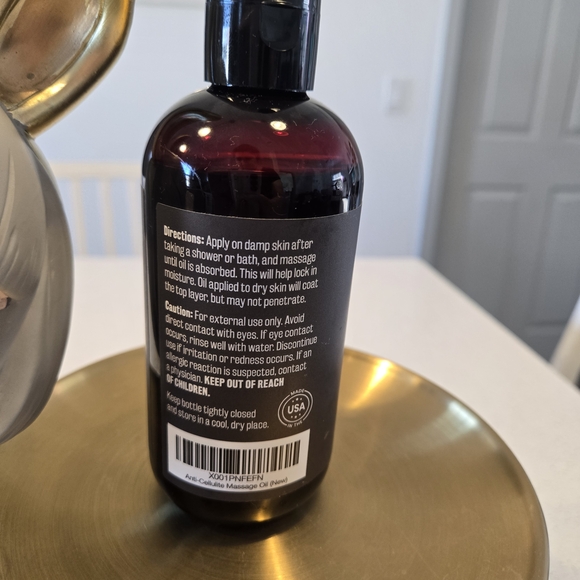 Directions: Apply on damp skin after
taking a shower or bath, and massage
until oil is absorbed. This will help lock in
moisture. Oil applied to dry skin will coat
the top layer, but may not penetrate.
Caution: For external use only. Avoid
direct contact with eyes. If eye contact
occurs, rinse well with water. Discontinue
use if irritation or redness occurs. If an
allergic reaction is suspected, contact
a physician. KEEP OUT OF REACH
OF CHILDREN.
Keep bottle tightly closed
and store in a cool, dry place.
MADE
USA
IN THE
X001PNFEFN
Anti-Cellulite Massage Oil (New)